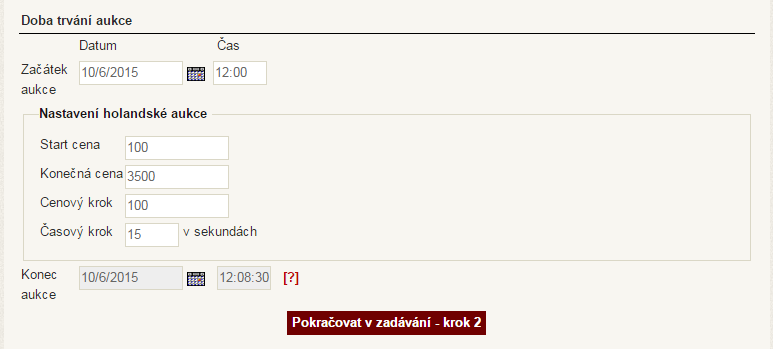 Doba trvání aukce
Datum Čas
Začátek aukce 10/6/2015 12:00
Nastavení holandské aukce
Start cena 100
Konečná cena 3500
Cenový krok 100
Časový krok 15 v sekundách
Konec aukce 10/6/2015 12:08:30 [?]
Pokračovat v zadávání - krok 2